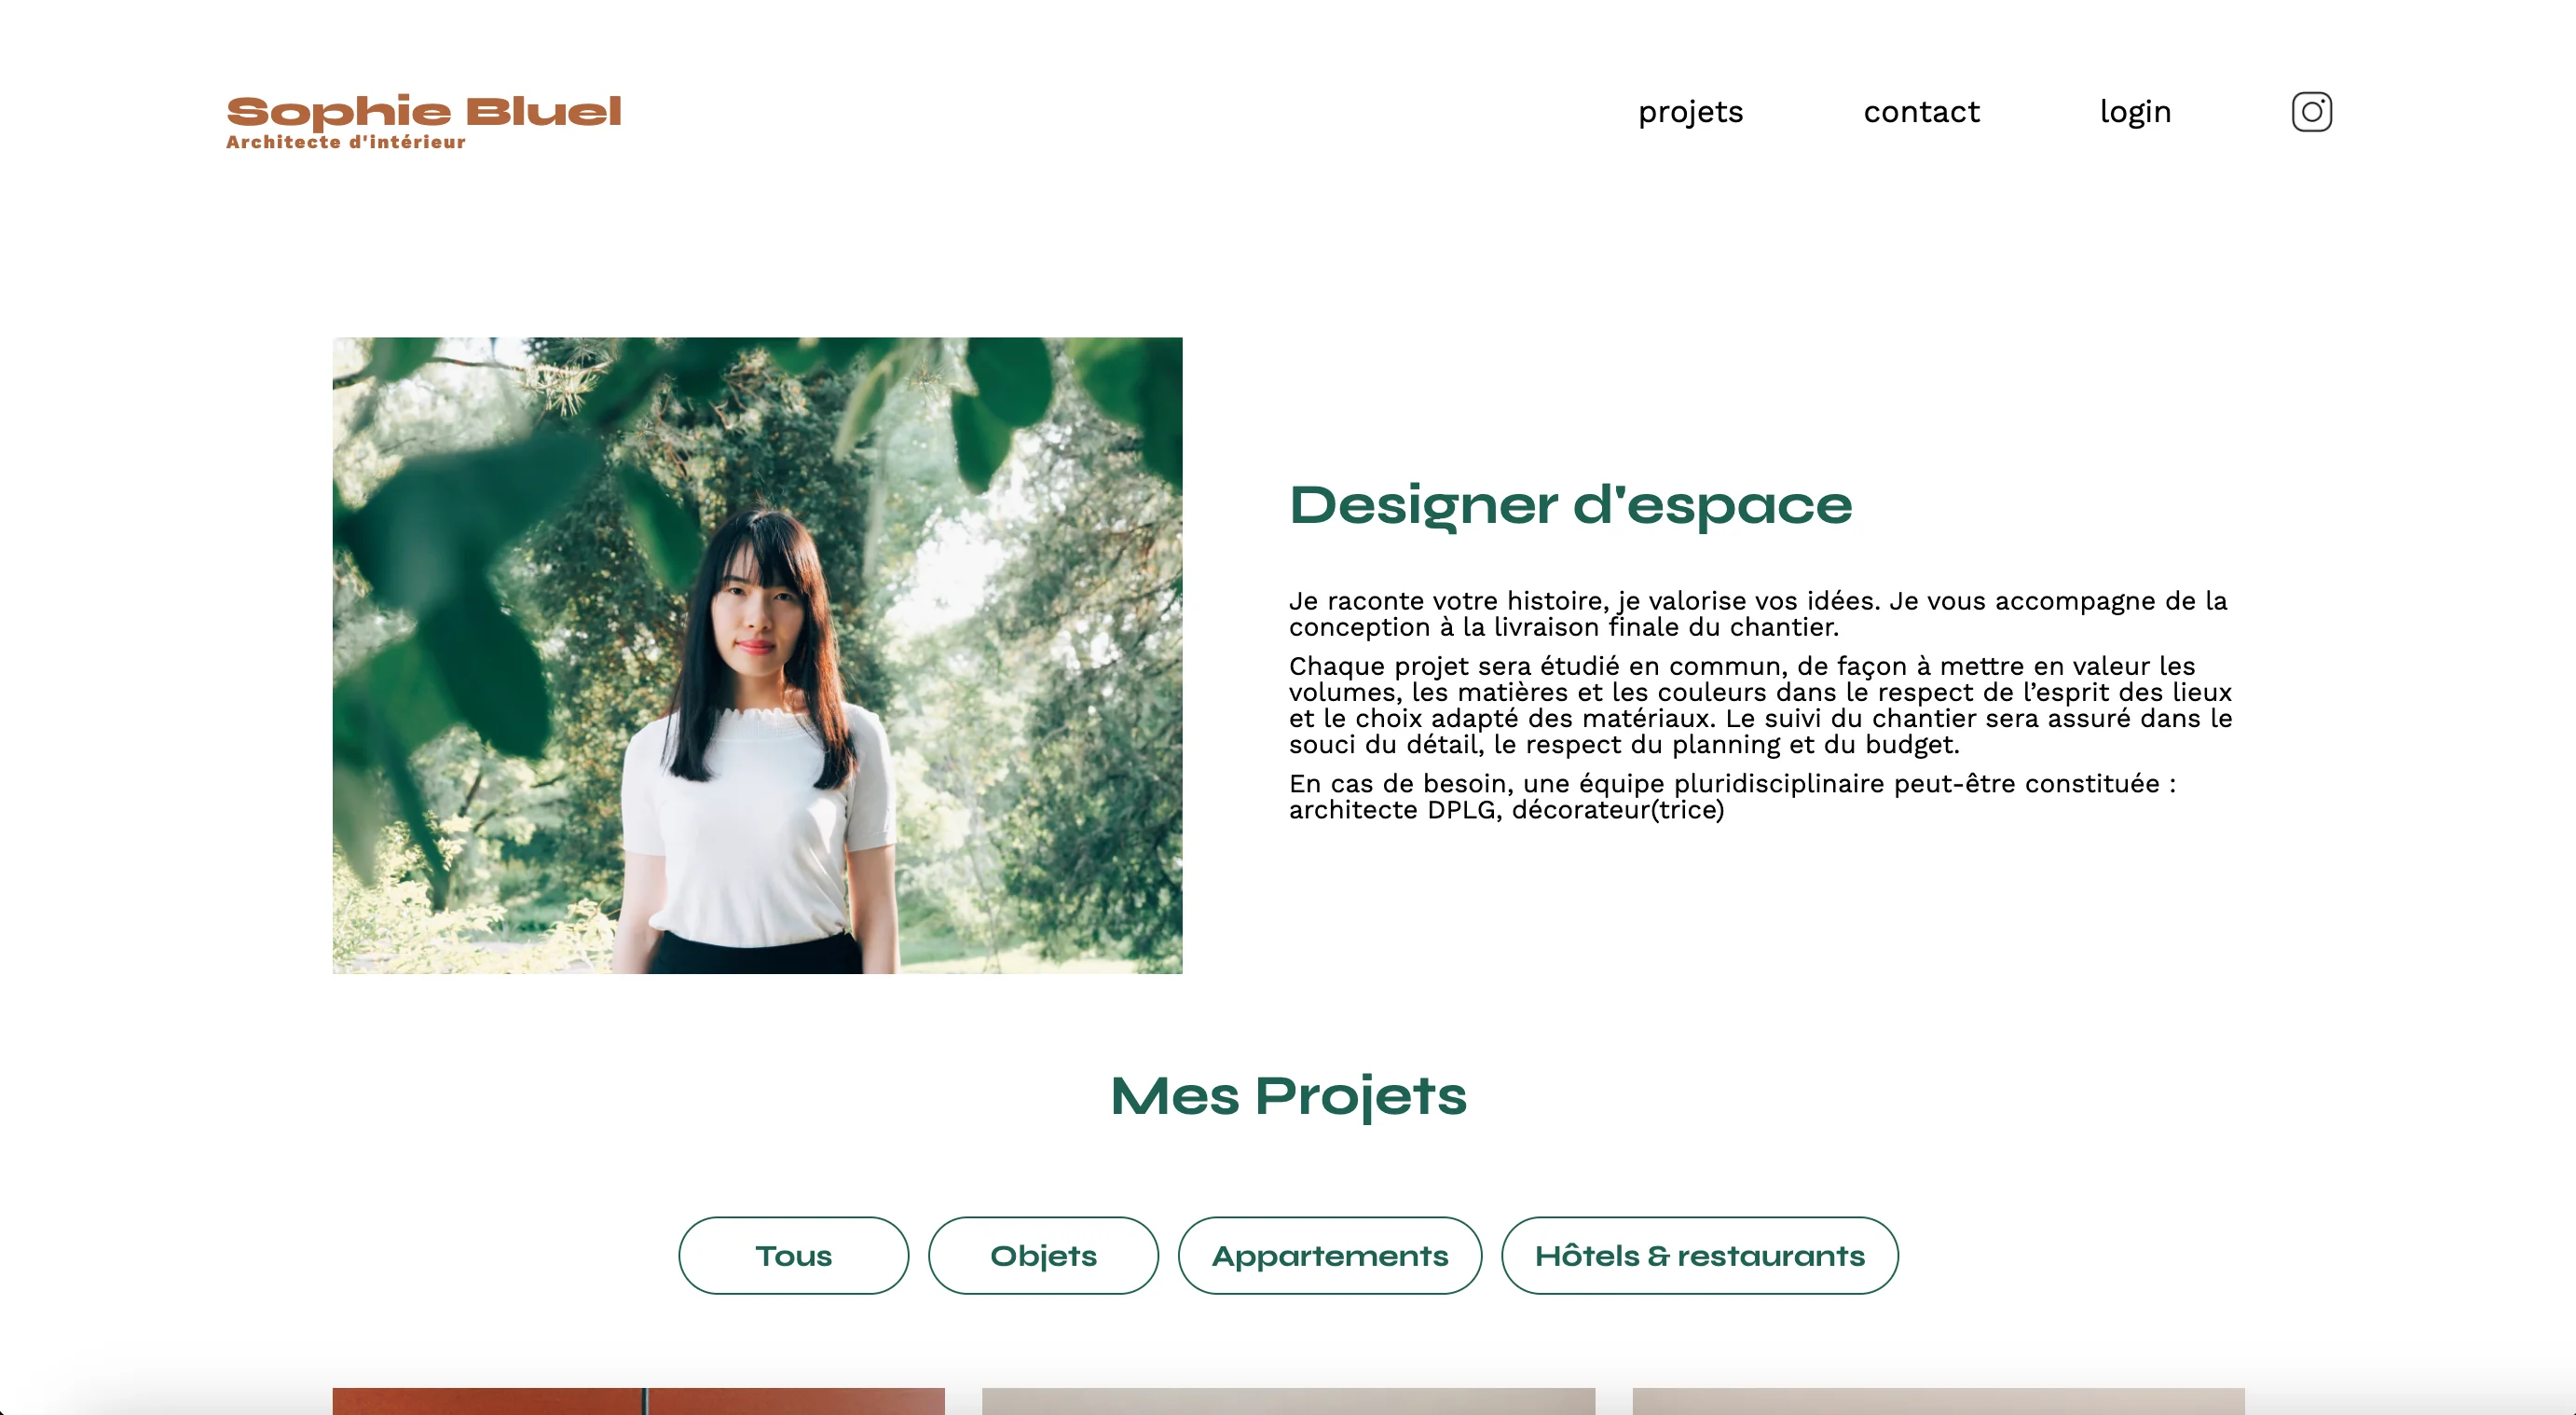 Sophie Bluel
Architecte d'intérieur
projets
contact
login
Designer d'espace
Je raconte votre histoire, je valorise vos idées. Je vous accompagne de la
conception à la livraison finale du chantier.
Chaque projet sera étudié en commun, de façon à mettre en valeur les
volumes, les matières et les couleurs dans le respect de l’esprit des lieux
et le choix adapté des matériaux. Le suivi du chantier sera assuré dans le
souci du détail, le respect du planning et du budget.
En cas de besoin, une équipe pluridisciplinaire peut-être constituée :
architecte DPLG, décorateur(trice)
Mes Projets
Tous
Objets
Appartements
Hôtels & restaurants